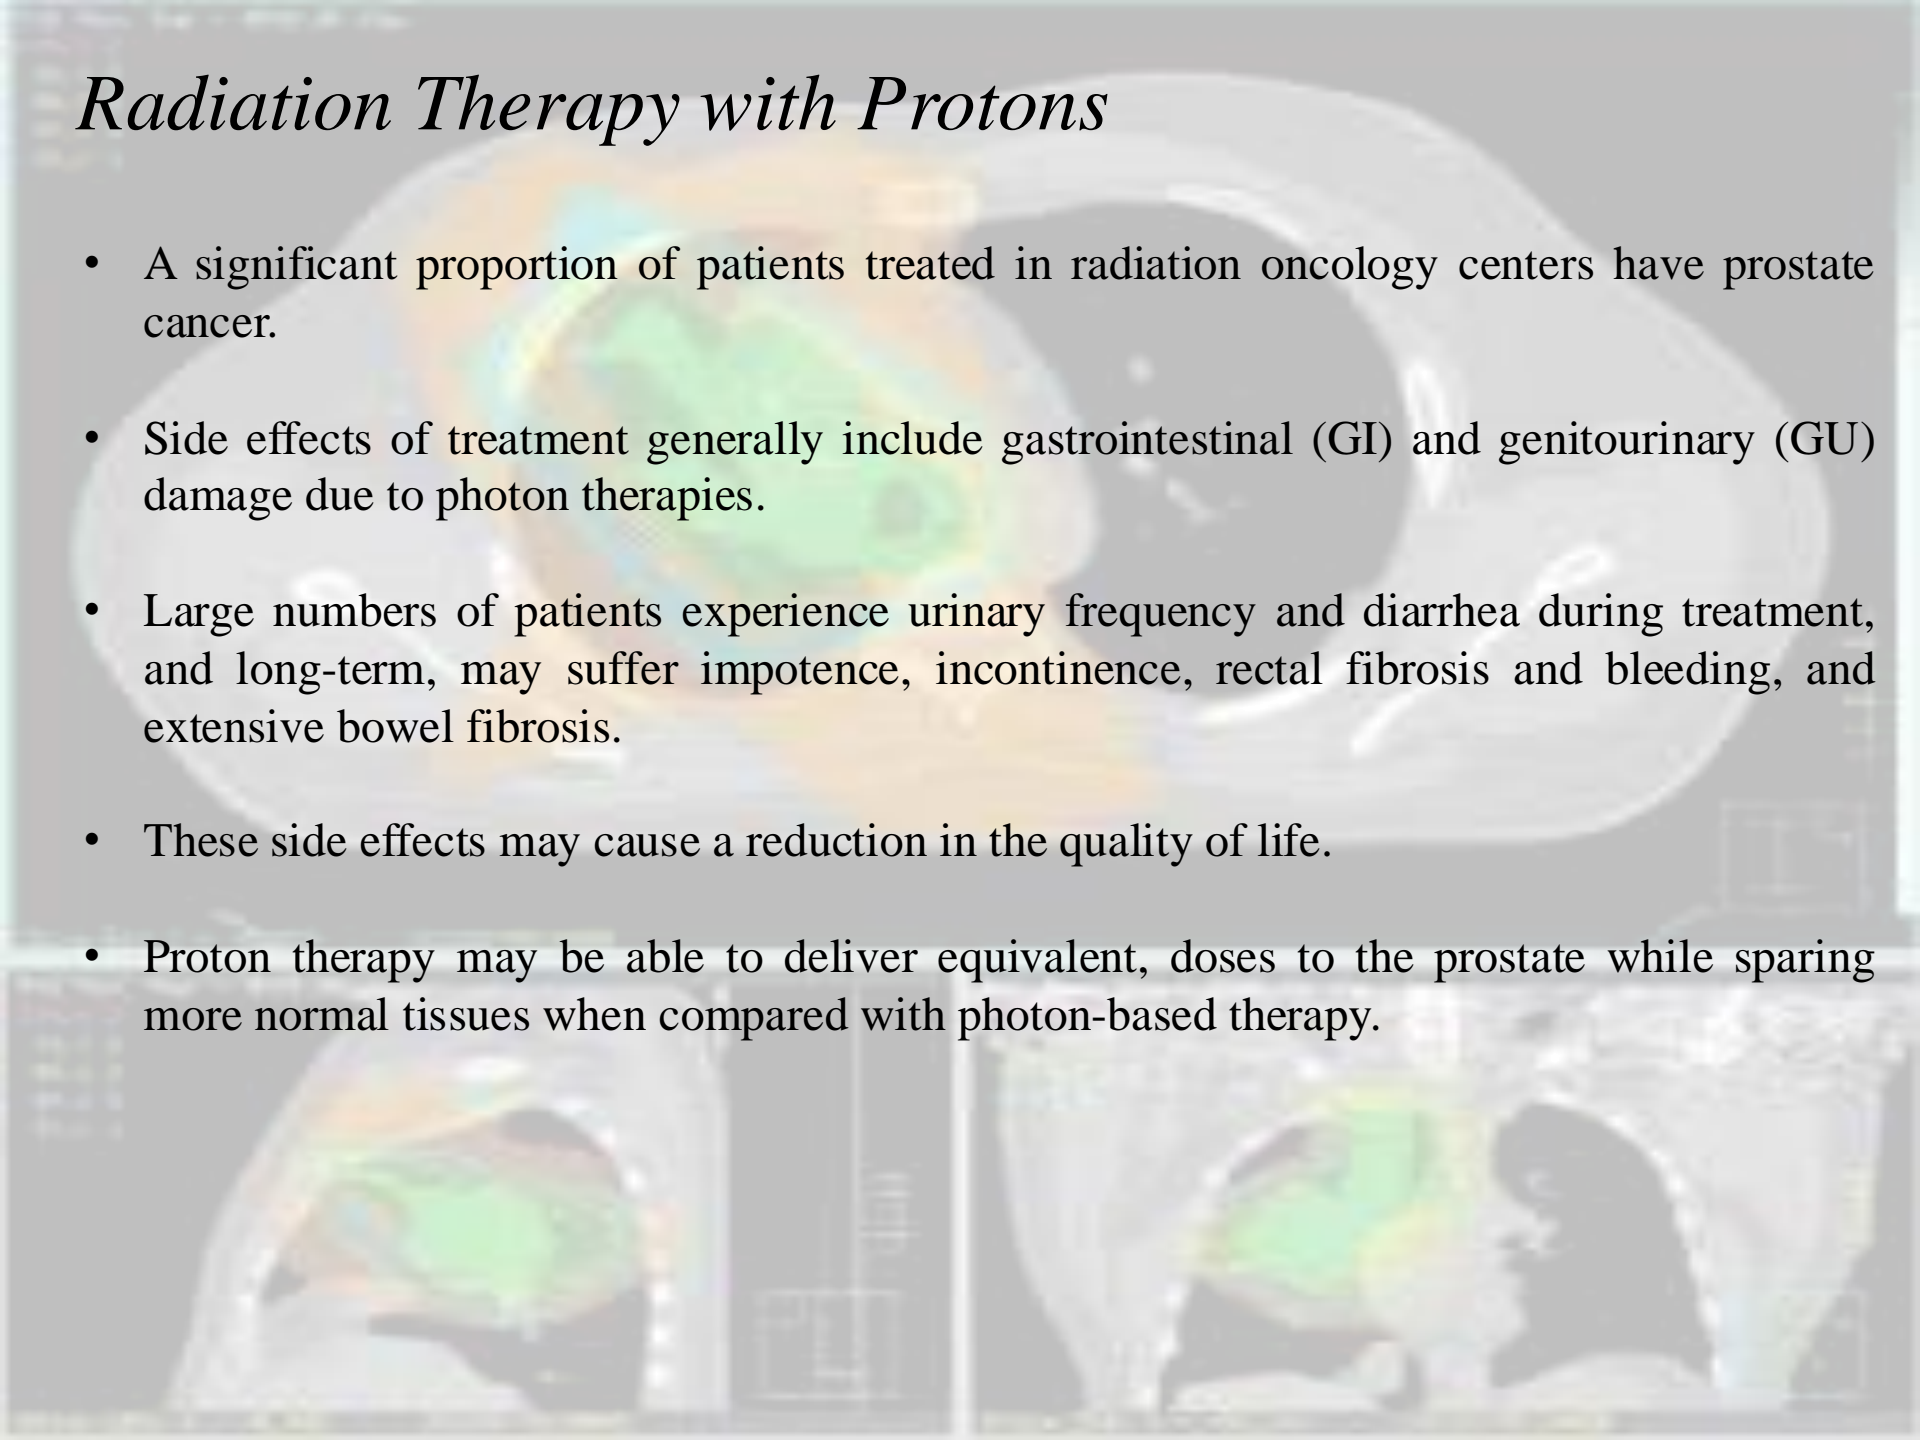 Radiation Therapy with Protons
• A significant proportion of patients treated in radiation oncology centers have prostate
cancer.
• Side effects of treatment generally include gastrointestinal (GI) and genitourinary (GU)
damage due to photon therapies.
• Large numbers of patients experience urinary frequency and diarrhea during treatment,
and long-term, may suffer impotence, incontinence, rectal fibrosis and bleeding, and
extensive bowel fibrosis.
• These side effects may cause a reduction in the quality of life.
• Proton therapy may be able to deliver equivalent, doses to the prostate while sparing
more normal tissues when compared with photon-based therapy.